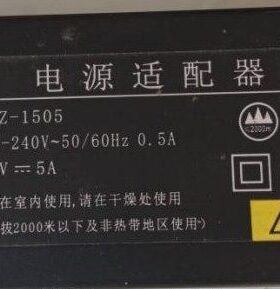 电源适配器
Z-1505
-240V~50/60Hz 0.5A
V⎓5A
在室内使用,请在干燥处使用
拔2000米以下及非热带地区使用"
≤2000m